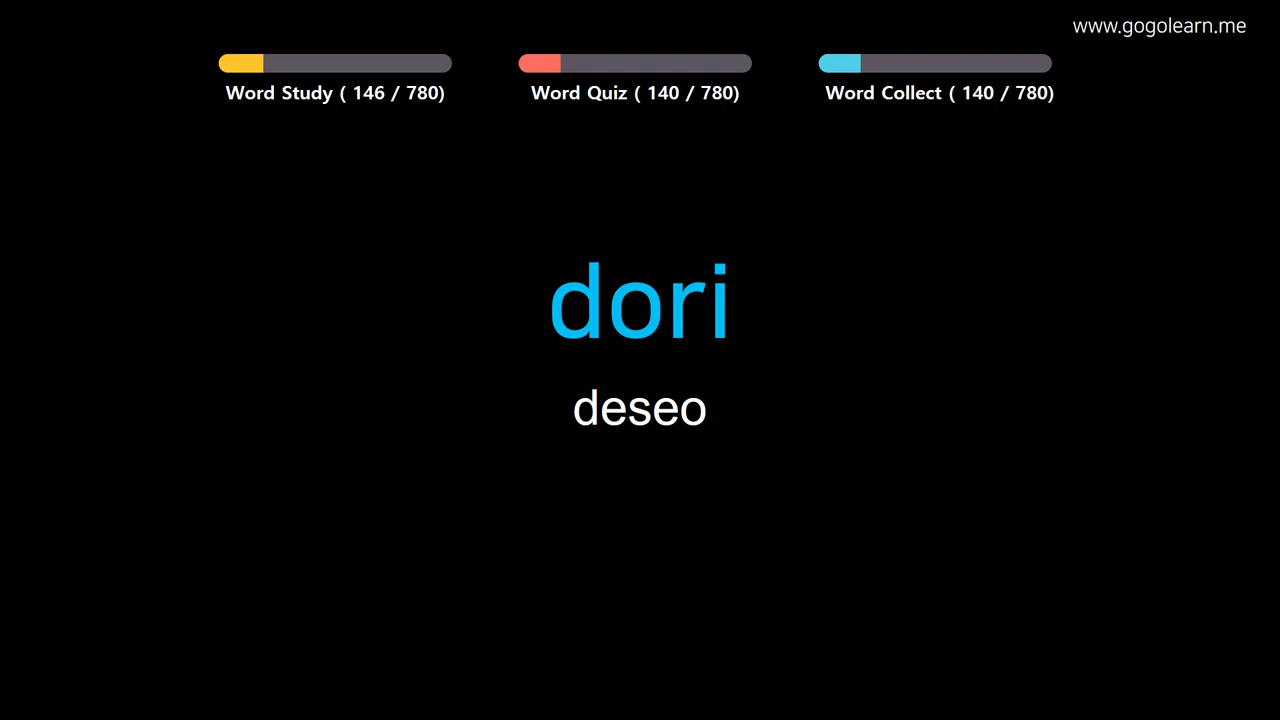 www.gogolearn.me
Word Study ( 146 / 780)
Word Quiz ( 140 / 780)
Word Collect ( 140 / 780)
dori
deseo